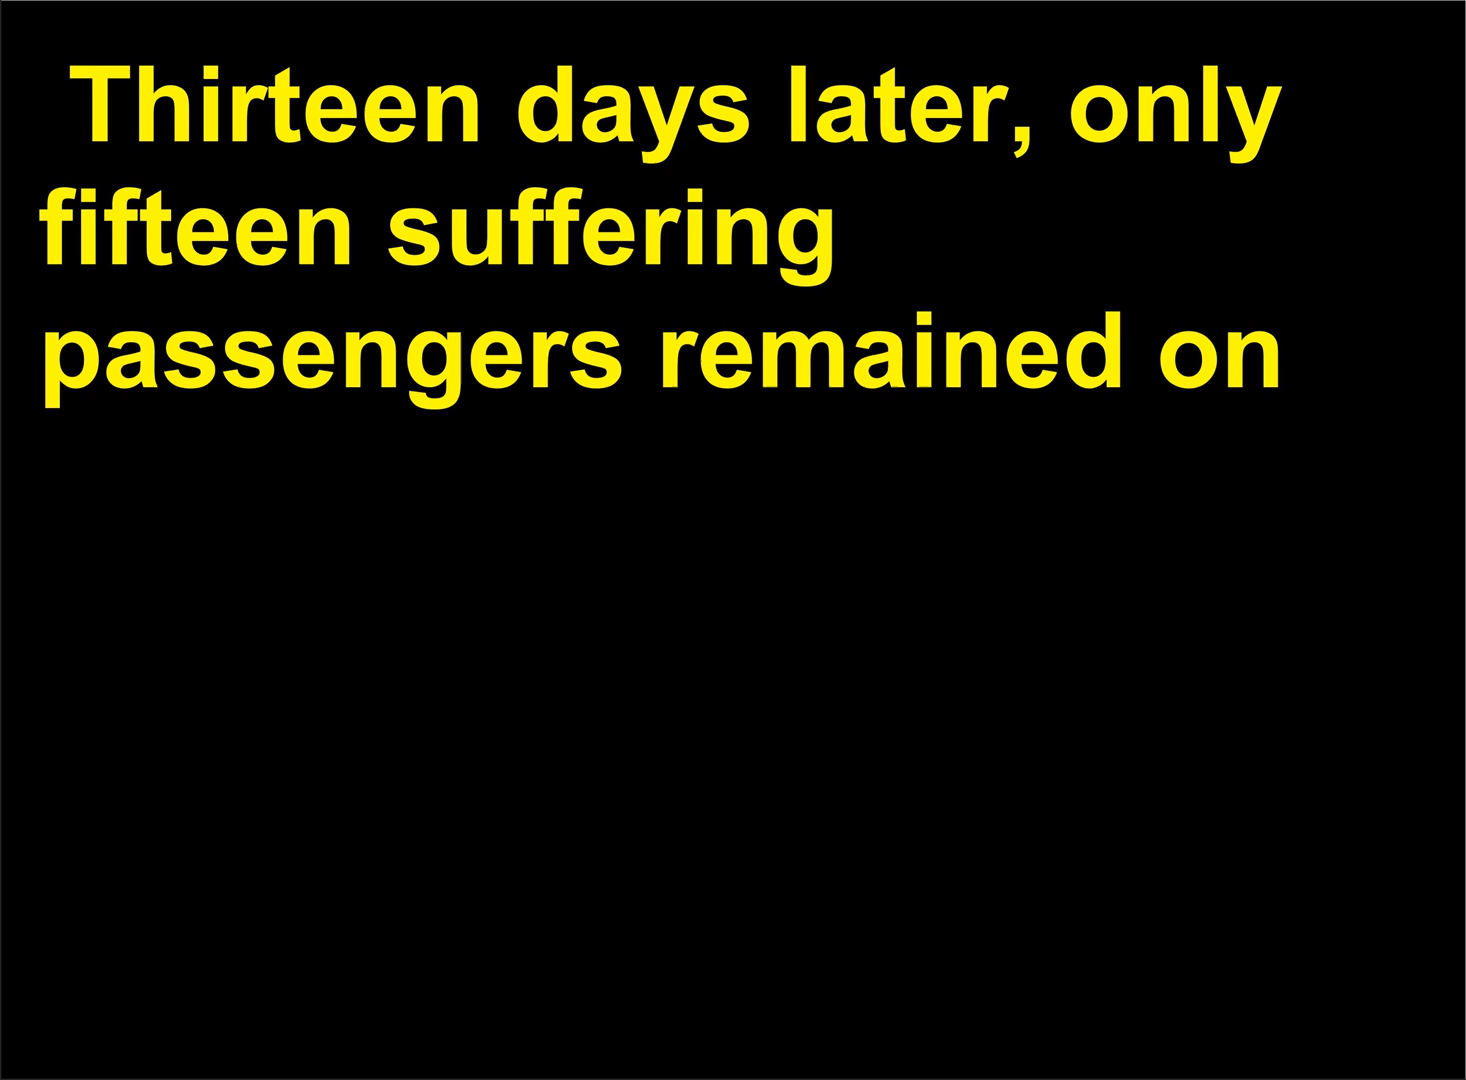 Thirteen days later, only
fifteen suffering
passengers remained on